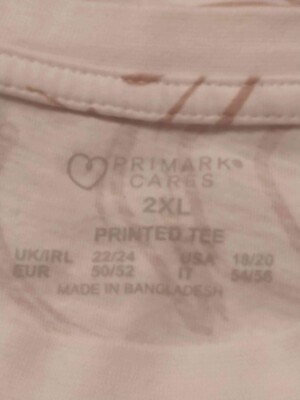 PRIMARK®
CARES
2XL
PRINTED TEE
UK/IRL 22/24 USA 18/20
EUR 50/52 IT 54/56
MADE IN BANGLADESH